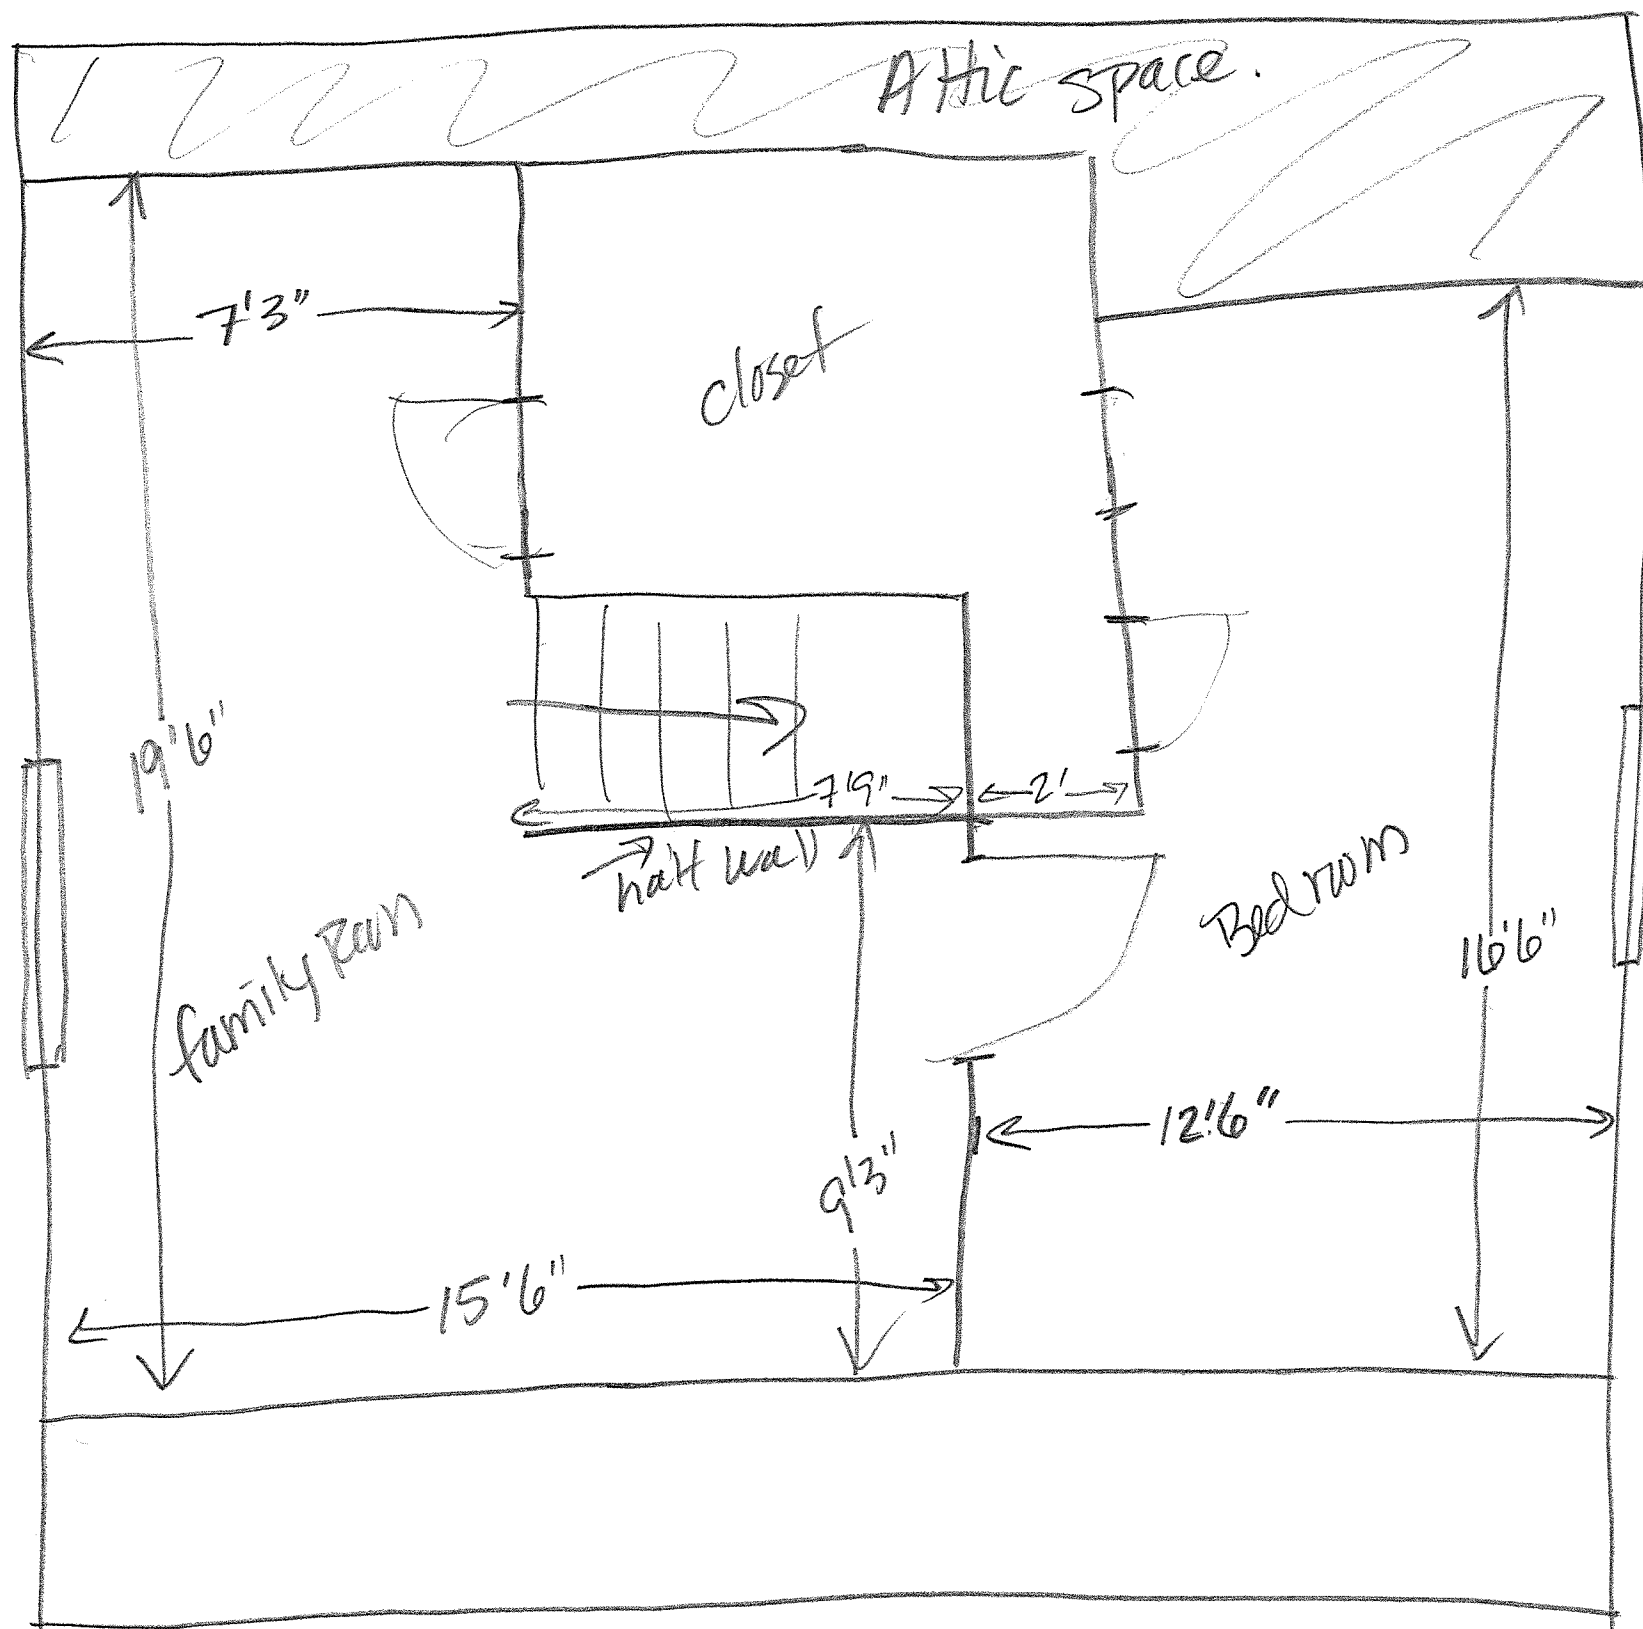 Attic space.
7'3"
closet
19'6"
7'9"
2'
half wall
Bedroom
family Room
16'6"
12'6"
9'3"
15'6"